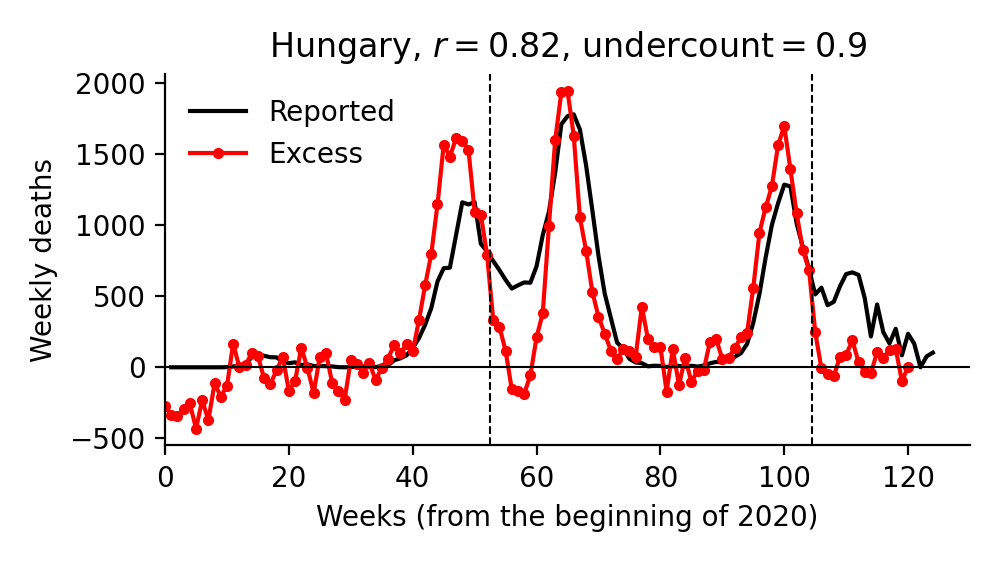 Hungary, r = 0.82, undercount = 0.9
Reported
Excess
Weekly deaths
2000
1500
1000
500
0
−500
0 20 40 60 80 100 120
Weeks (from the beginning of 2020)